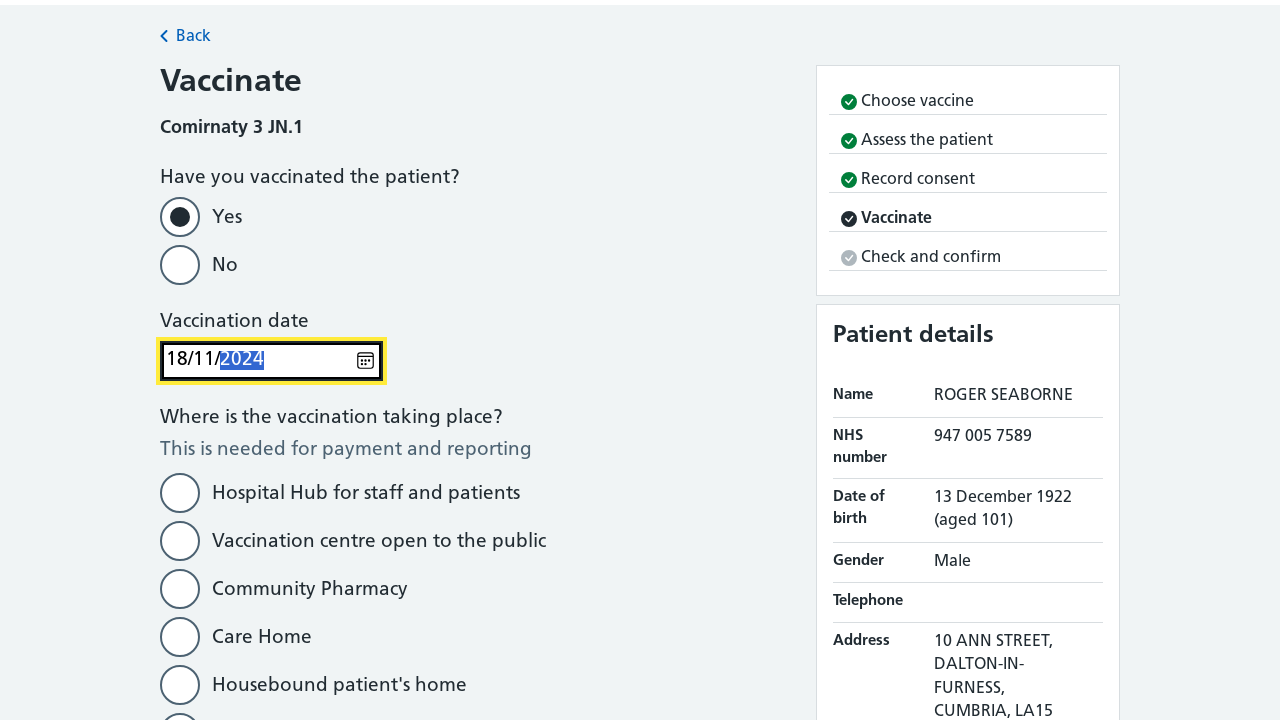 Back
Vaccinate
Comirnaty 3 JN.1
Have you vaccinated the patient?
Yes
No
Vaccination date
18/11/2024
Where is the vaccination taking place?
This is needed for payment and reporting
Hospital Hub for staff and patients
Vaccination centre open to the public
Community Pharmacy
Care Home
Housebound patient's home
Choose vaccine
Assess the patient
Record consent
Vaccinate
Check and confirm
Patient details
Name ROGER SEABORNE
NHS number 947 005 7589
Date of birth 13 December 1922 (aged 101)
Gender Male
Telephone
Address 10 ANN STREET,
DALTON-IN-
FURNESS,
CUMBRIA, LA15